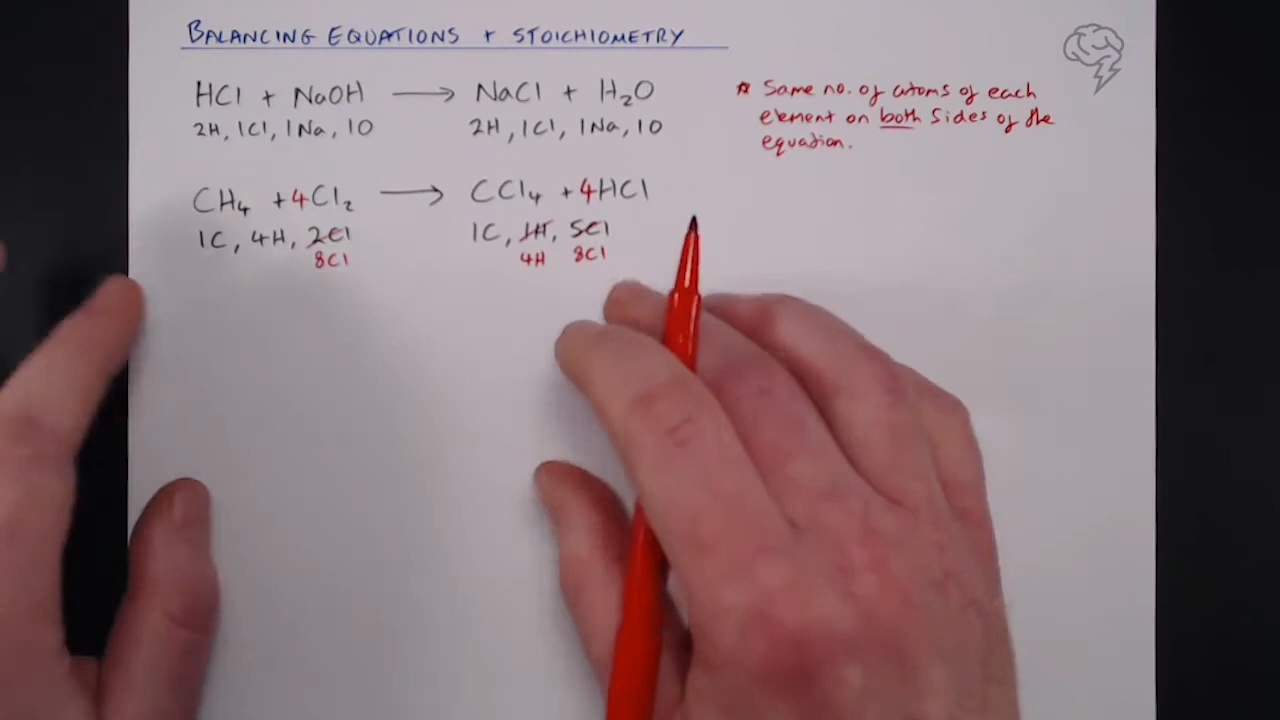 BALANCING EQUATIONS + STOICHIOMETRY
HCl + NaOH ⟶ NaCl + H₂O
2H, 1Cl, 1Na, 1O 2H, 1Cl, 1Na, 1O
* Same no. of atoms of each
element on both sides of the
equation.
CH₄ + 4Cl₂ ⟶ CCl₄ + 4HCl
1C, 4H, 2Cl 1C, 1H, 5Cl
8Cl 4H 8Cl